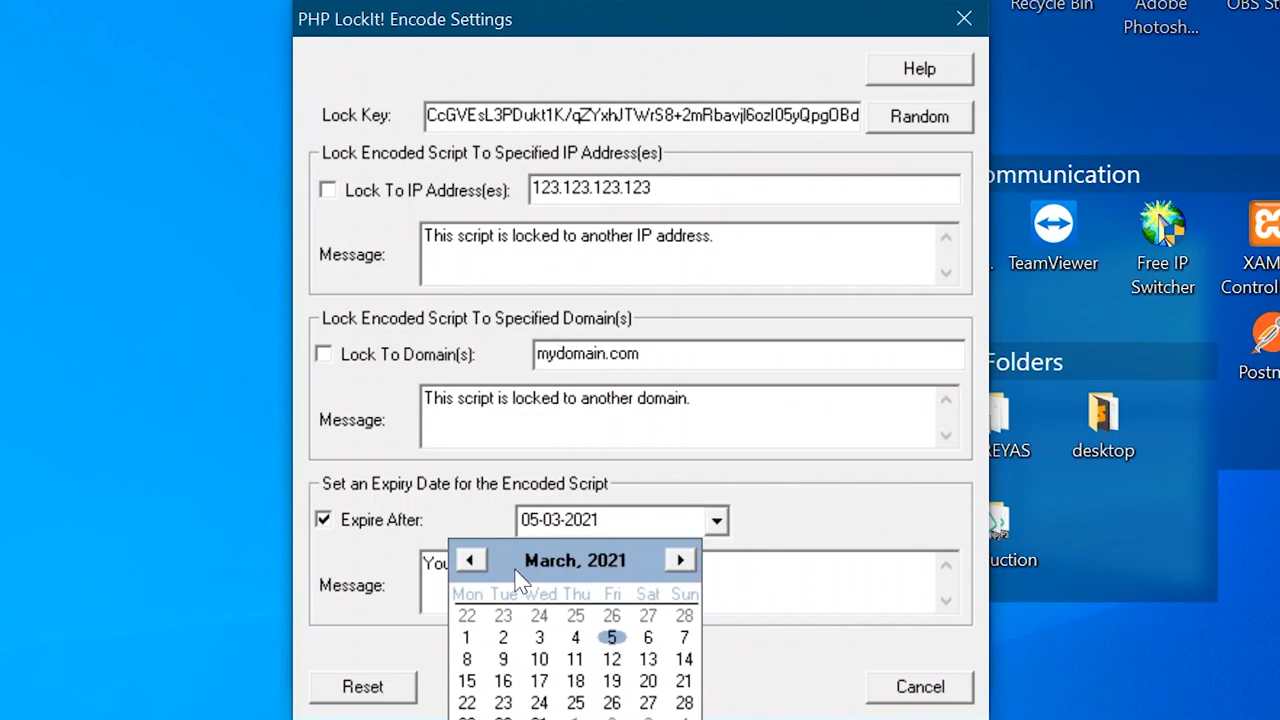 PHP LockIt! Encode Settings
Recycle Bin
Adobe
Photosh...
OBS St
Help
Lock Key:
CcGVEsL3PDukt1K/qZYxhJTWrS8+2mRbavjl6ozI05yQpgOBd
Random
Lock Encoded Script To Specified IP Address(es)
Lock To IP Address(es):
123.123.123.123
Message:
This script is locked to another IP address.
Lock Encoded Script To Specified Domain(s)
Lock To Domain(s):
mydomain.com
Message:
This script is locked to another domain.
Set an Expiry Date for the Encoded Script
Expire After:
05-03-2021
Message:
You
March, 2021
Mon Tue Wed Thu Fri Sat Sun
22 23 24 25 26 27 28
1 2 3 4 5 6 7
8 9 10 11 12 13 14
15 16 17 18 19 20 21
22 23 24 25 26 27 28
Reset
Cancel
ommunication
TeamViewer
Free IP
Switcher
XAM
Control
Folders
Postn
EYAS
desktop
uction